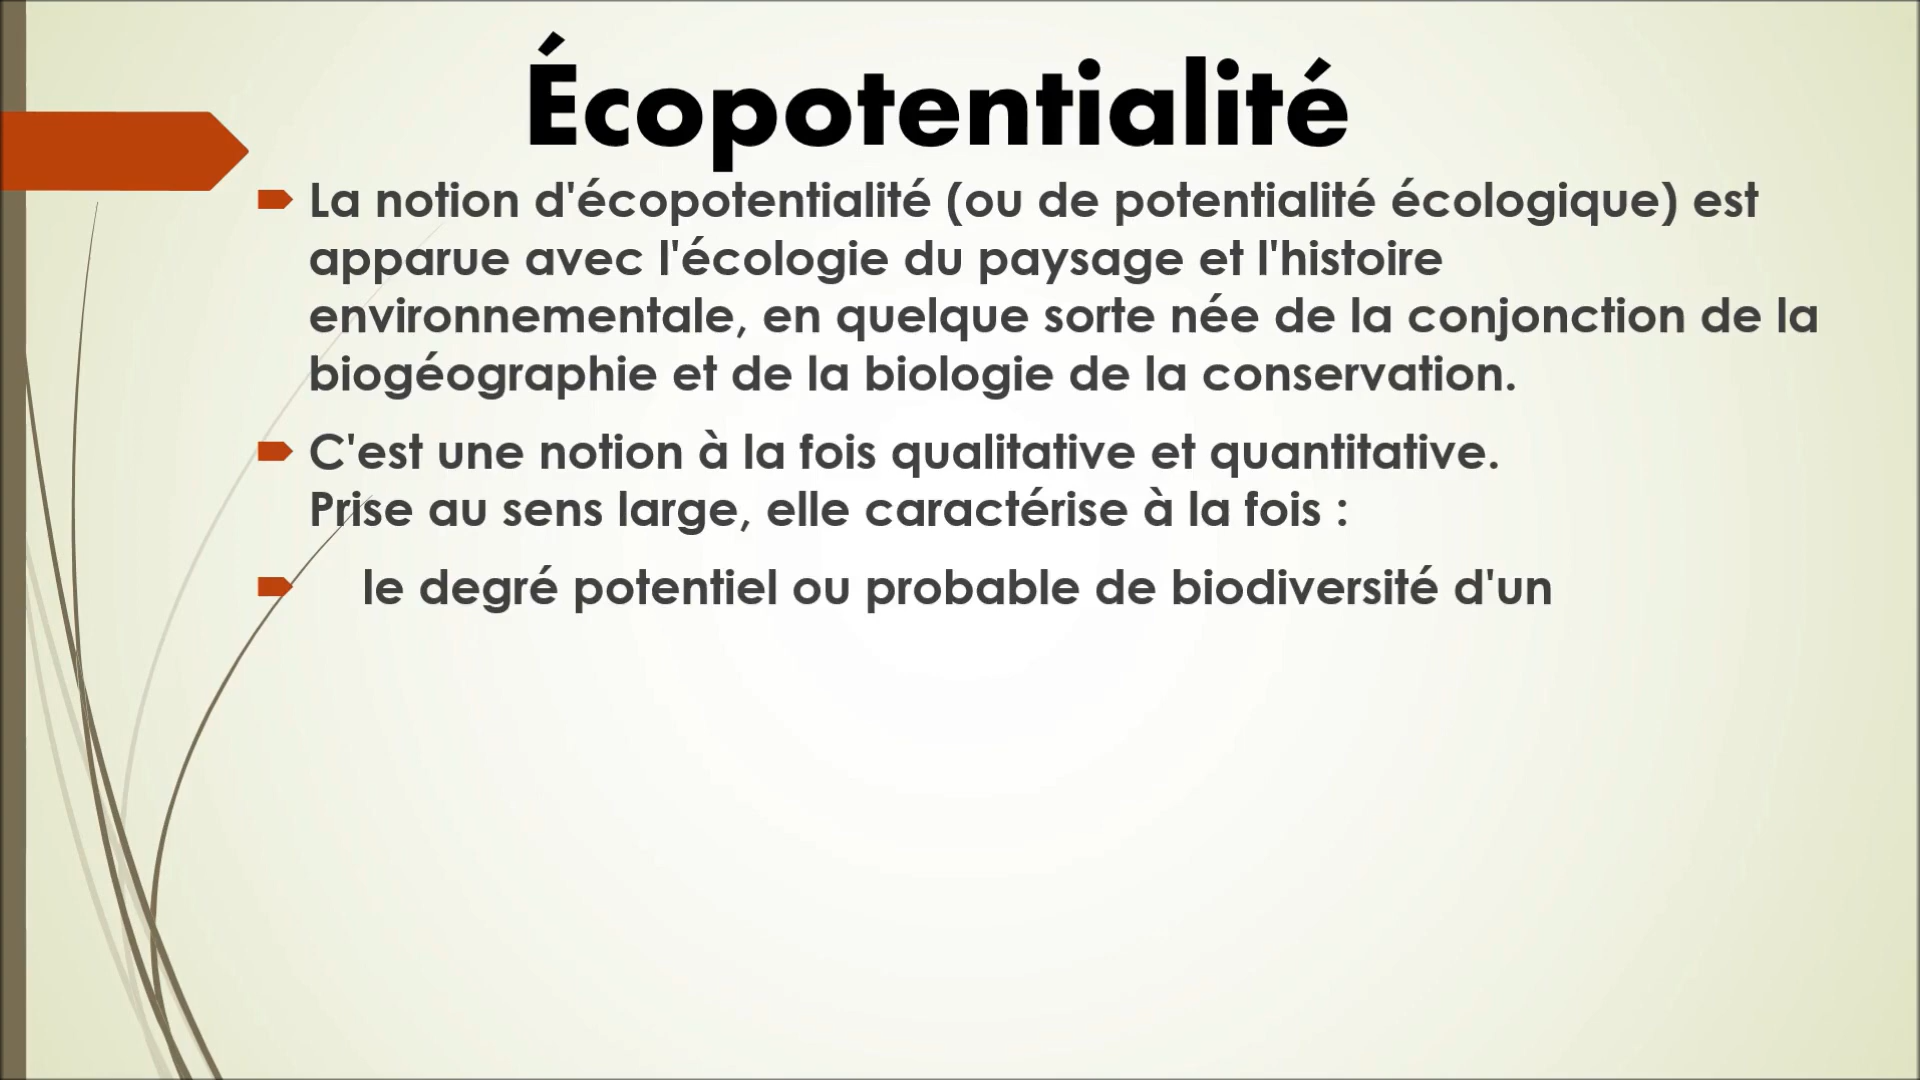 Écopotentialité
La notion d'écopotentialité (ou de potentialité écologique) est
apparue avec l'écologie du paysage et l'histoire
environnementale, en quelque sorte née de la conjonction de la
biogéographie et de la biologie de la conservation.
C'est une notion à la fois qualitative et quantitative.
Prise au sens large, elle caractérise à la fois :
le degré potentiel ou probable de biodiversité d'un